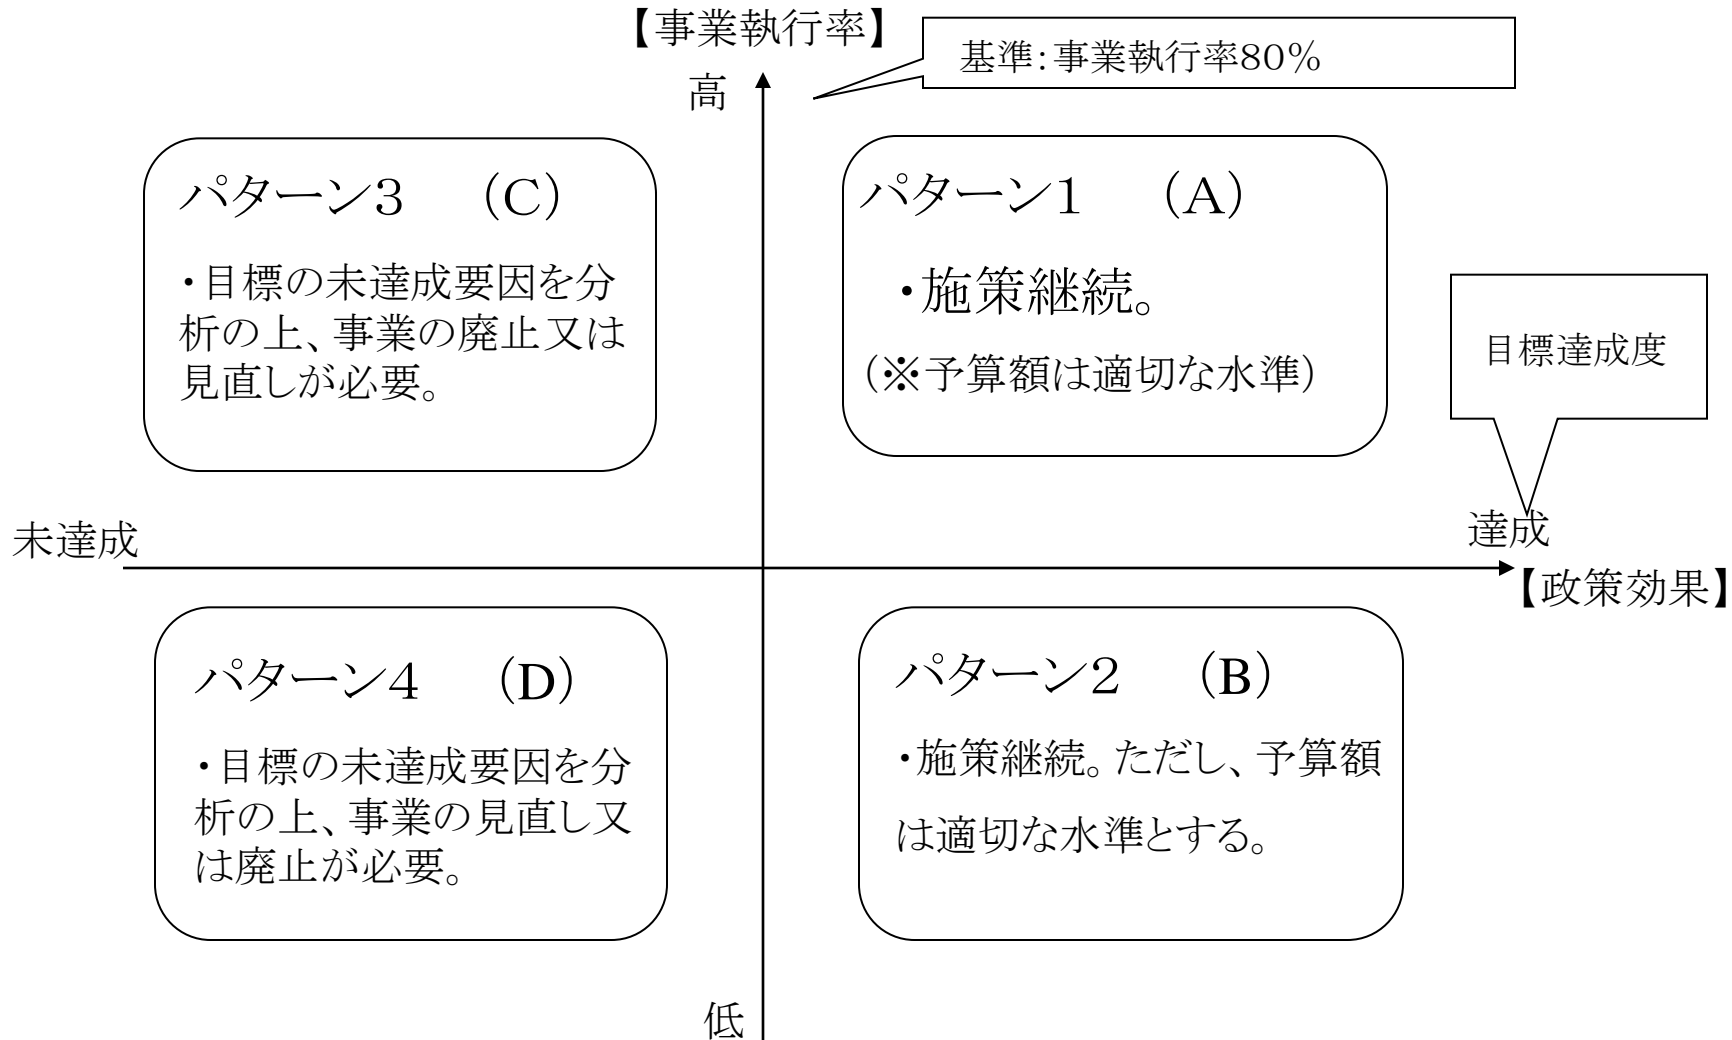 【事業執行率】
基準：事業執行率８０％
高
パターン３　（Ｃ）
・目標の未達成要因を分
析の上、事業の廃止又は
見直しが必要。
パターン１　（Ａ）
・施策継続。
（※予算額は適切な水準）
目標達成度
未達成
達成
【政策効果】
パターン４　（Ｄ）
・目標の未達成要因を分
析の上、事業の見直し又
は廃止が必要。
パターン２　（Ｂ）
・施策継続。ただし、予算額
は適切な水準とする。
低